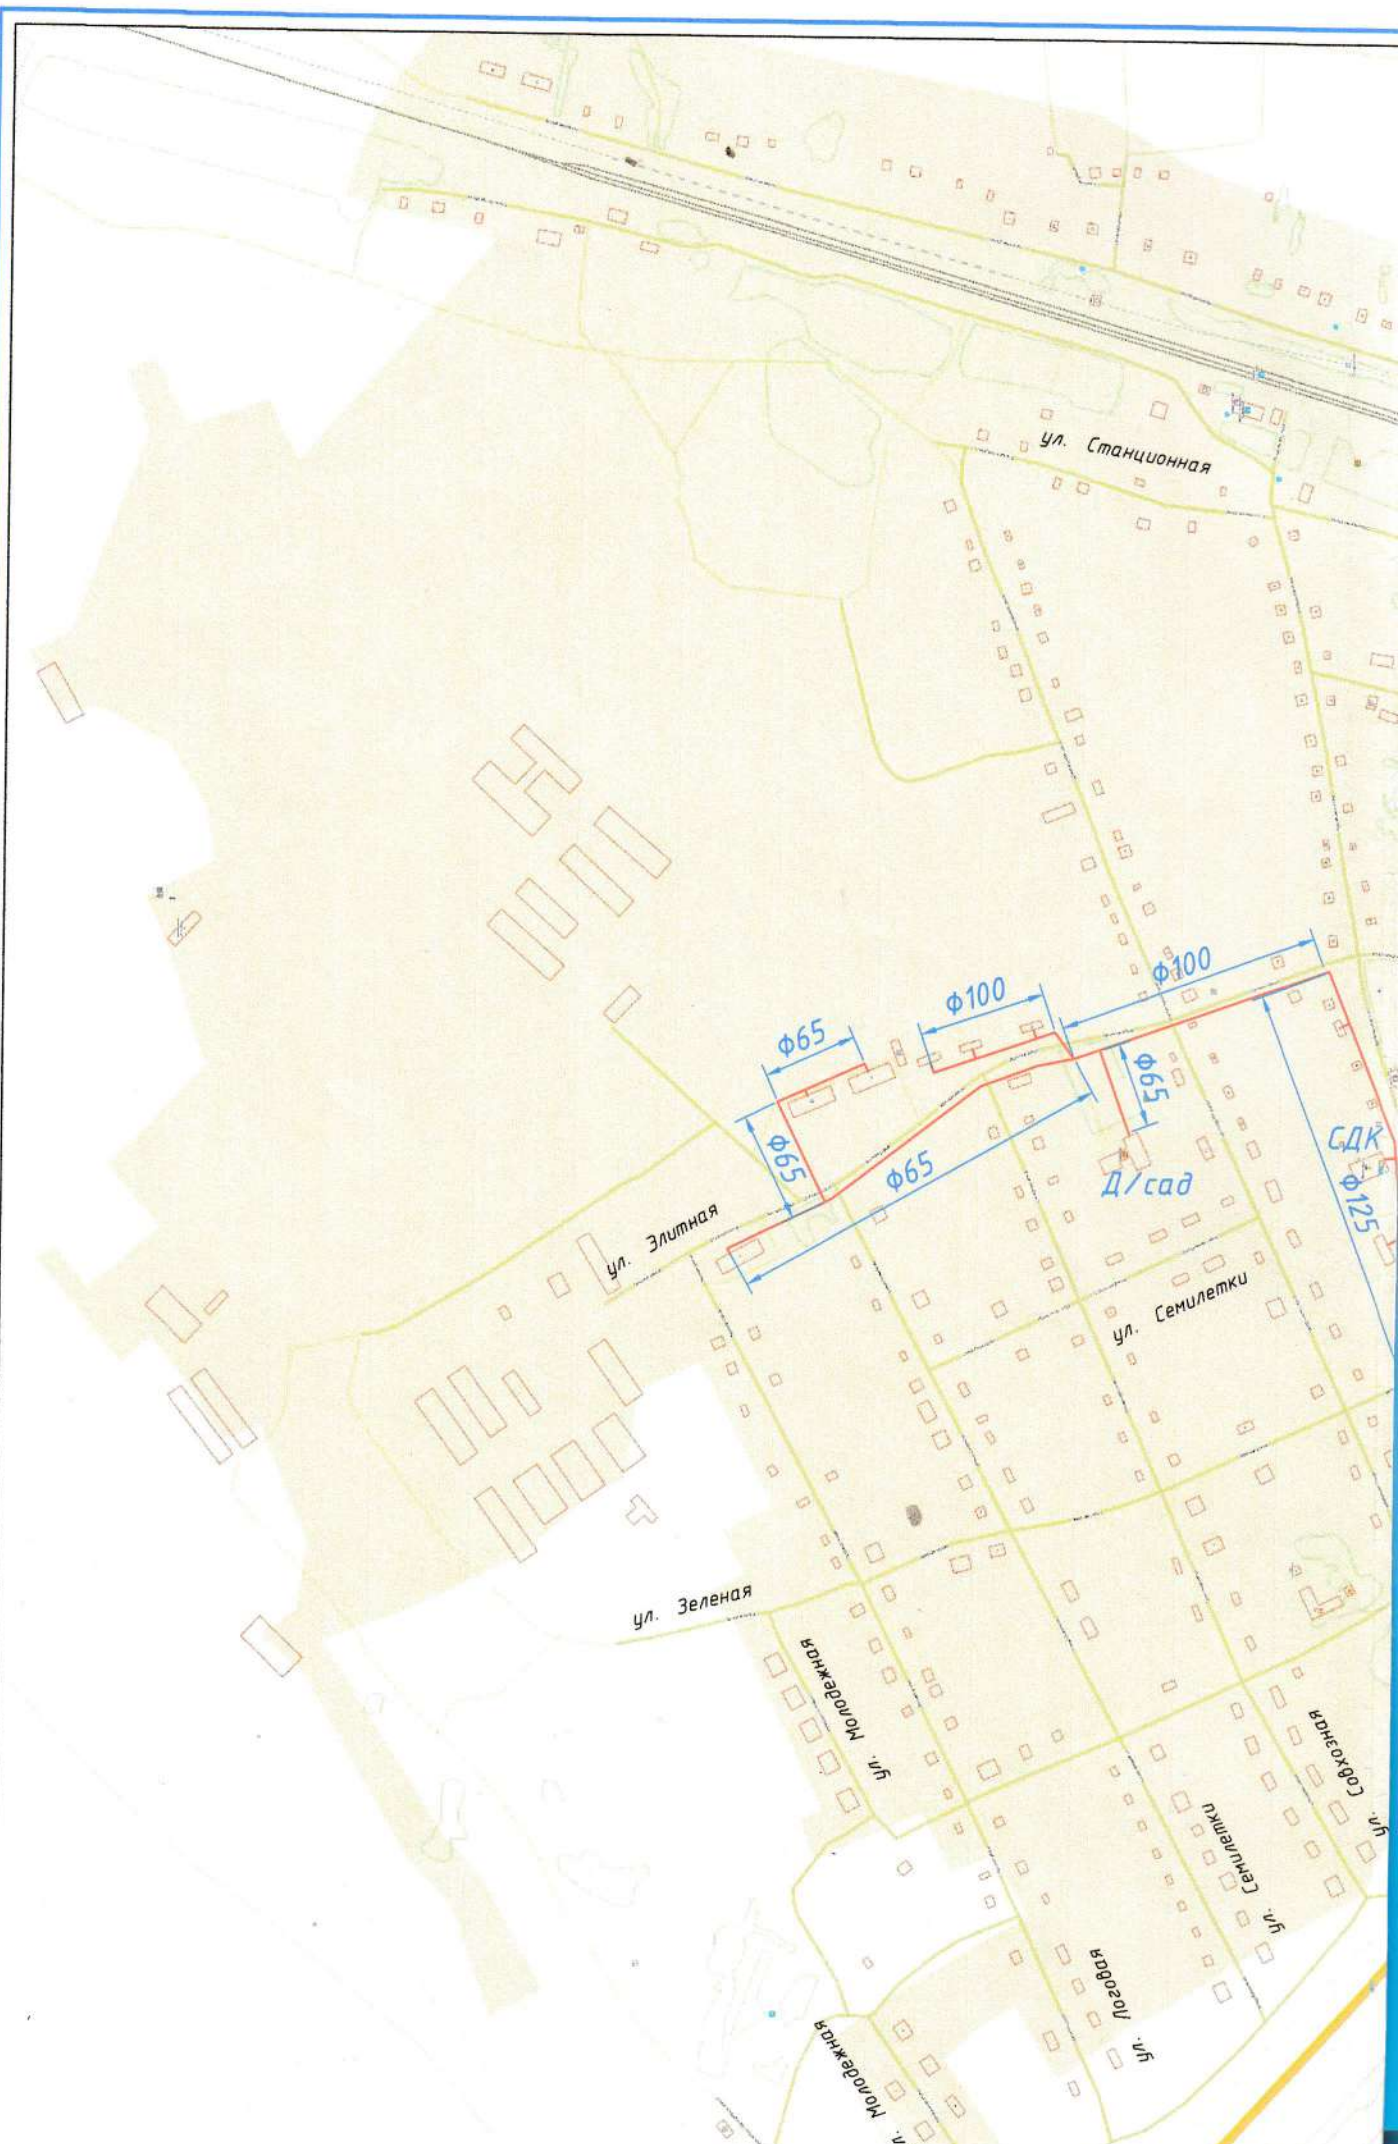 ул. Станционная
ф100
ф100
ф65
ф65
СДК
ф65
ф65
Д/сад
ф125
ул. Элитная
ул. Семилетки
ул. Зеленая
ул. Молодежная
ул. Совхозная
ул. Семилетки
ул. Логовая
л. Молодежная